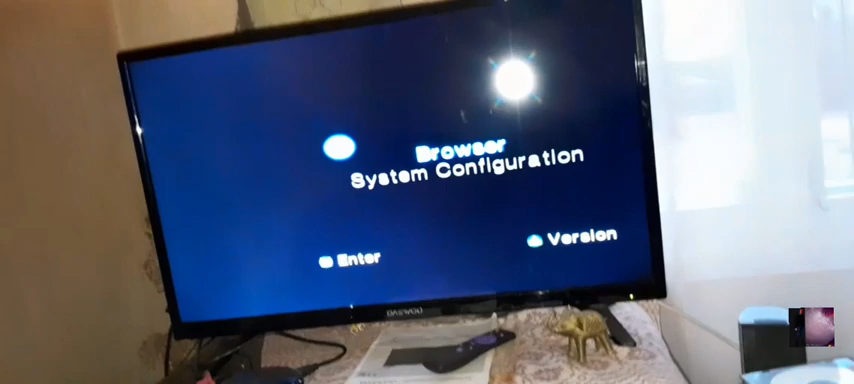 Browser
System Configuration
Enter
Version
DAEWOO